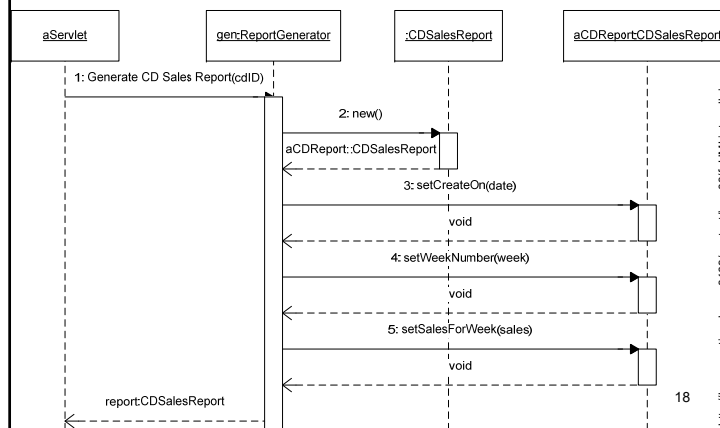 aServlet
gen:ReportGenerator
:CDSalesReport
aCDReport:CDSalesReport
1: Generate CD Sales Report(cdID)
2: new()
aCDReport::CDSalesReport
3: setCreateOn(date)
void
4: setWeekNumber(week)
void
5: setSalesForWeek(sales)
void
report:CDSalesReport
18